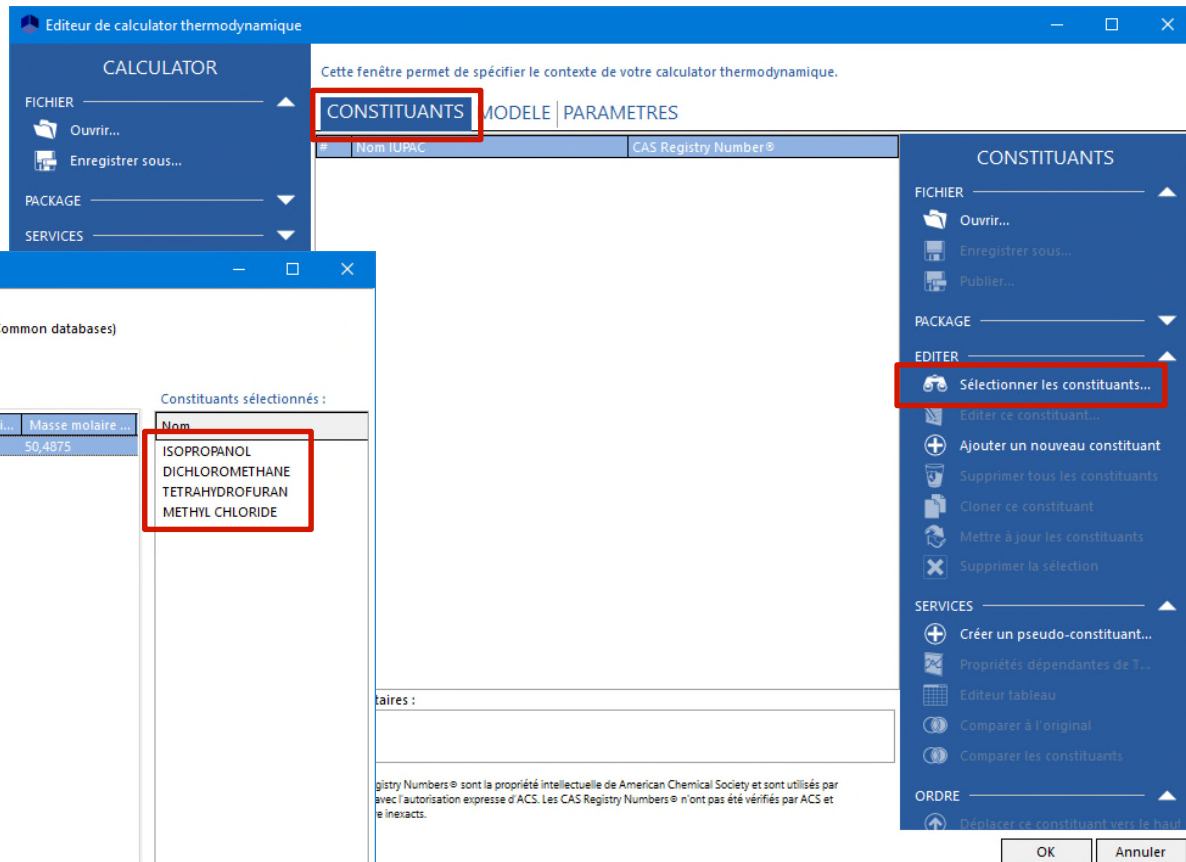 Editeur de calculator thermodynamique
CALCULATOR
FICHIER
Ouvrir...
Enregistrer sous...
PACKAGE
SERVICES
Cette fenêtre permet de spécifier le contexte de votre calculator thermodynamique.
CONSTITUANTS MODELE PARAMETRES
# Nom IUPAC CAS Registry Number®
Common databases)
Constituants sélectionnés :
Masse molaire ... Nom
50,4875
ISOPROPANOL
DICHLOROMETHANE
TETRAHYDROFURAN
METHYL CHLORIDE
taires :
gistry Numbers® sont la propriété intellectuelle de American Chemical Society et sont utilisés par
avec l'autorisation expresse d'ACS. Les CAS Registry Numbers® n'ont pas été vérifiés par ACS et
e inexacts.
CONSTITUANTS
FICHIER
Ouvrir...
Enregistrer sous...
Publier...
PACKAGE
EDITER
Sélectionner les constituants...
Editer ce constituant...
Ajouter un nouveau constituant
Supprimer tous les constituants
Cloner ce constituant
Mettre à jour les constituants
Supprimer la sélection
SERVICES
Créer un pseudo-constituant...
Propriétés dépendantes de T...
Editeur tableau
Comparer à l'original
Comparer les constituants
ORDRE
Déplacer ce constituant vers le haut
OK Annuler